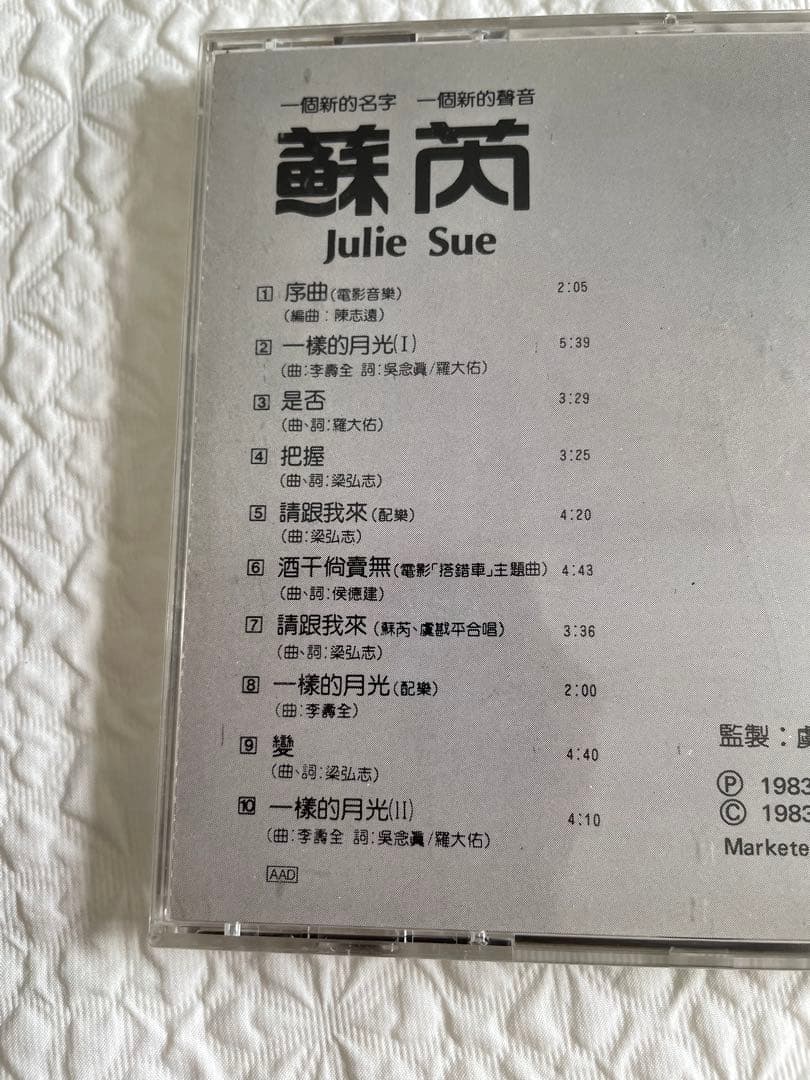 一個新的名字 一個新的聲音
蘇芮
Julie Sue
1 序曲(電影音樂) 2:05
(編曲:陳志遠)
2 一樣的月光(I) 5:39
(曲:李壽全 詞:吳念眞/羅大佑)
3 是否 3:29
(曲、詞:羅大佑)
4 把握 3:25
(曲、詞:梁弘志)
5 請跟我來(配樂) 4:20
(曲:梁弘志)
6 酒干倘賣無(電影「搭錯車」主題曲) 4:43
(曲、詞:侯德建)
7 請跟我來(蘇芮、虞戡平合唱) 3:36
(曲、詞:梁弘志)
8 一樣的月光(配樂) 2:00
(曲:李壽全)
9 變 4:40
(曲、詞:梁弘志)
10 一樣的月光(II) 4:10
(曲:李壽全 詞:吳念眞/羅大佑)
AAD
監製:虞
Ⓟ 1983
Ⓒ 1983
Markete